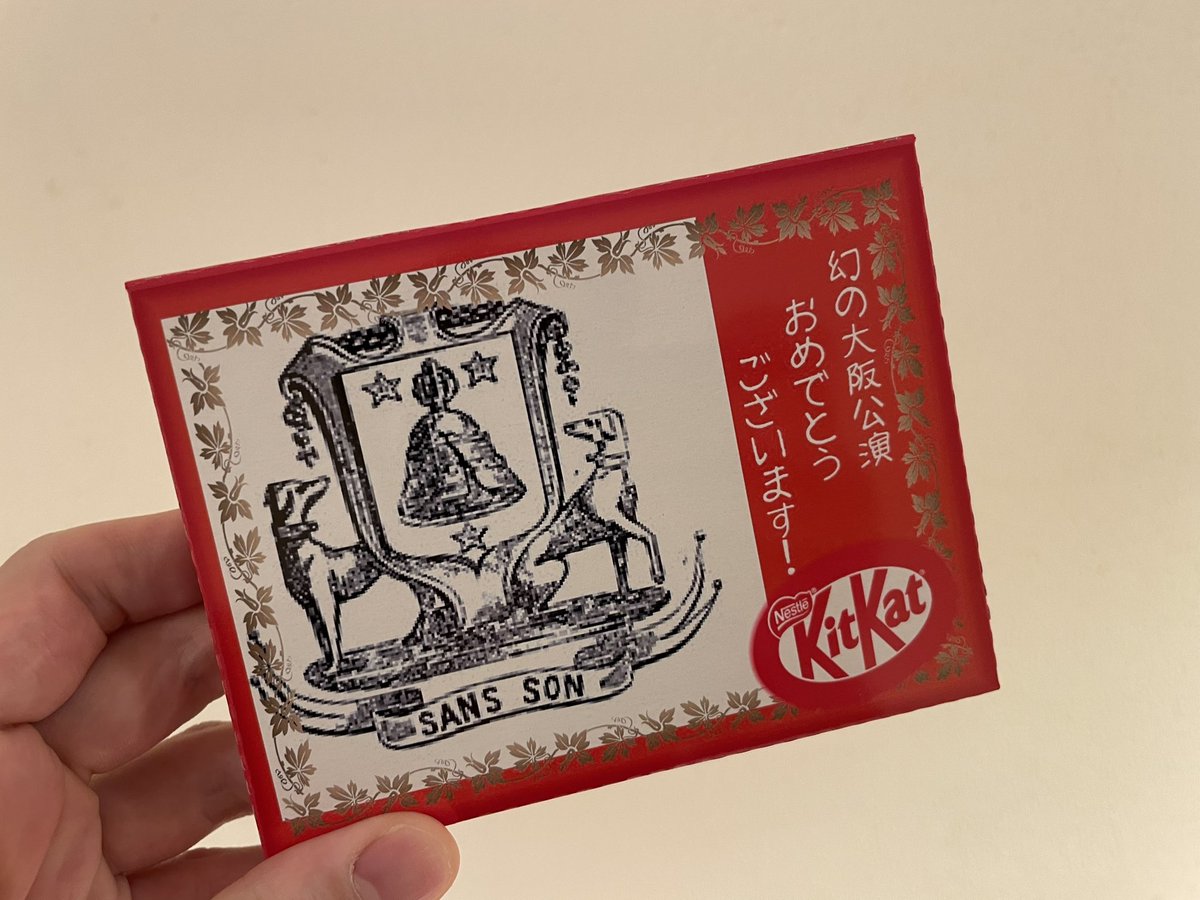 幻の大阪公演
おめでとう
ございます!
SANS SON
Nestlé
KitKat